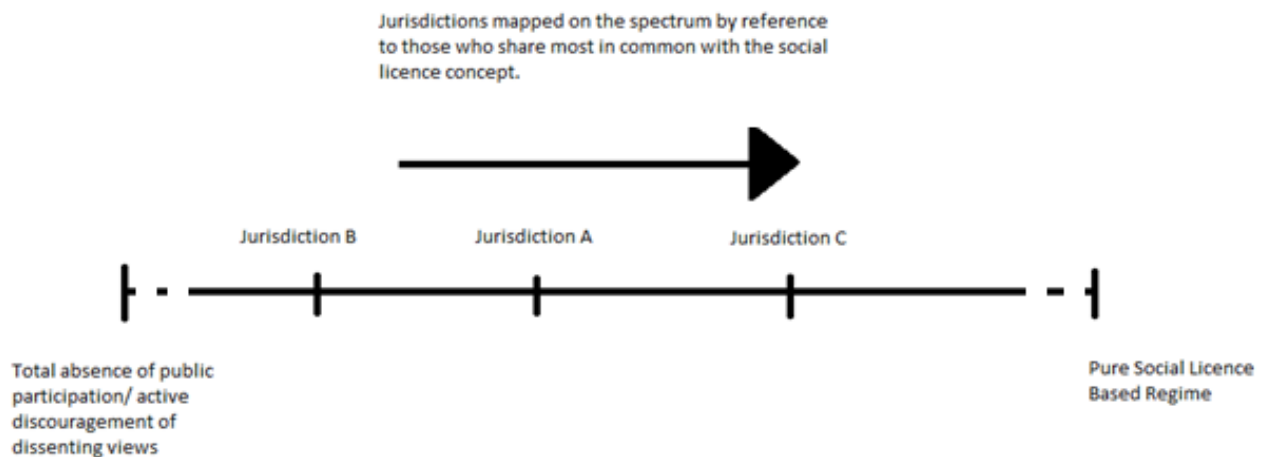 Jurisdictions mapped on the spectrum by reference
to those who share most in common with the social
licence concept.
Jurisdiction B
Jurisdiction A
Jurisdiction C
Total absence of public
participation/ active
discouragement of
dissenting views
Pure Social Licence
Based Regime